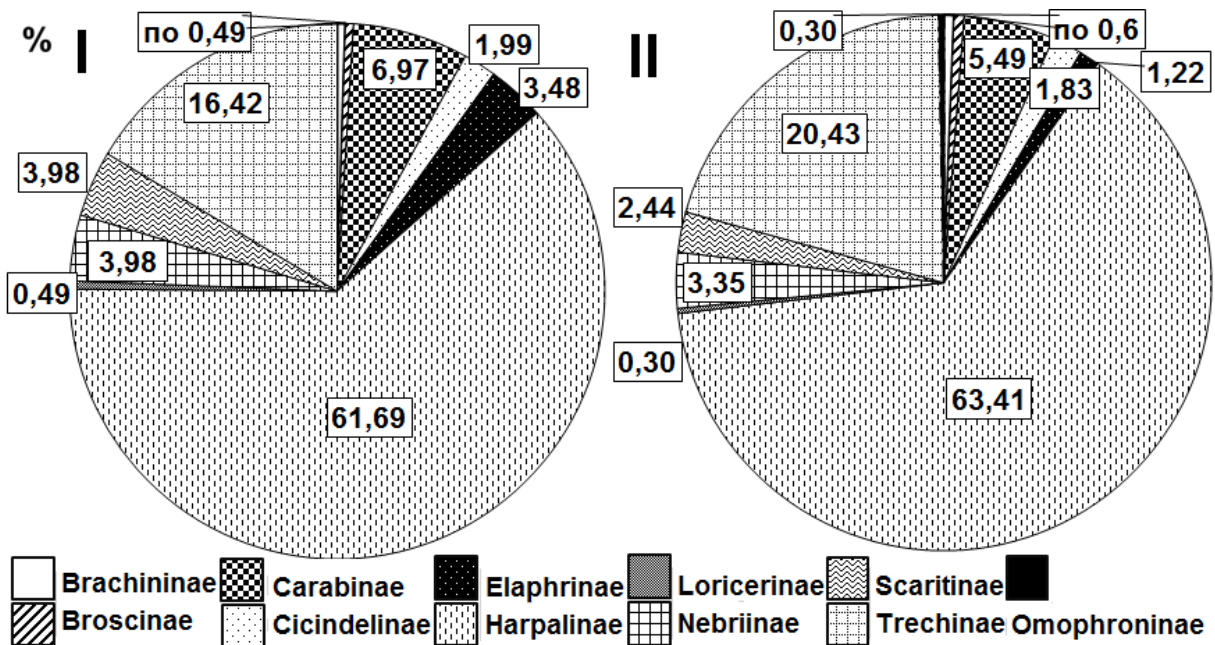 % I
по 0,49
6,97
1,99
3,48
16,42
3,98
3,98
0,49
61,69
II
0,30
по 0,6
5,49
1,22
1,83
20,43
2,44
3,35
0,30
63,41
Brachininae Carabinae Elaphrinae Loricerinae Scaritinae
Broscinae Cicindelinae Harpalinae Nebriinae Trechinae Omophroninae